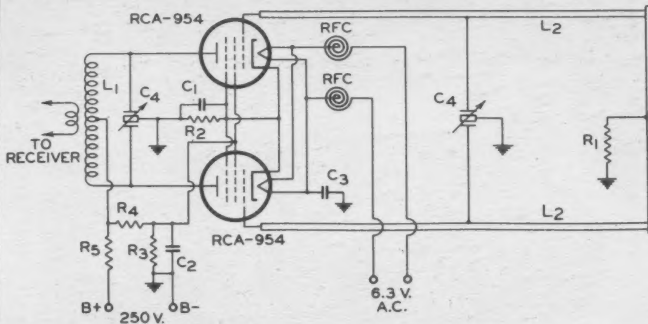 RCA-954
RFC
L2
L1
C4
C1
R2
RFC
C4
R1
TO
RECEIVER
C3
R4
RCA-954
L2
R5
R3
C2
B+
B-
250 V.
6.3 V.
A.C.